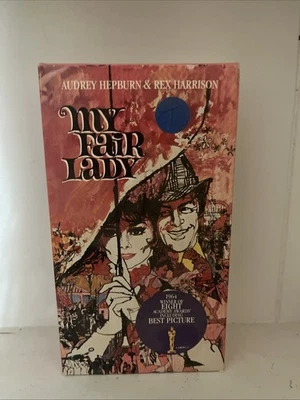 AUDREY HEPBURN & REX HARRISON
MY
FAIR
LADY
1964
WINNER OF
EIGHT
ACADEMY AWARDS
INCLUDING
BEST PICTURE